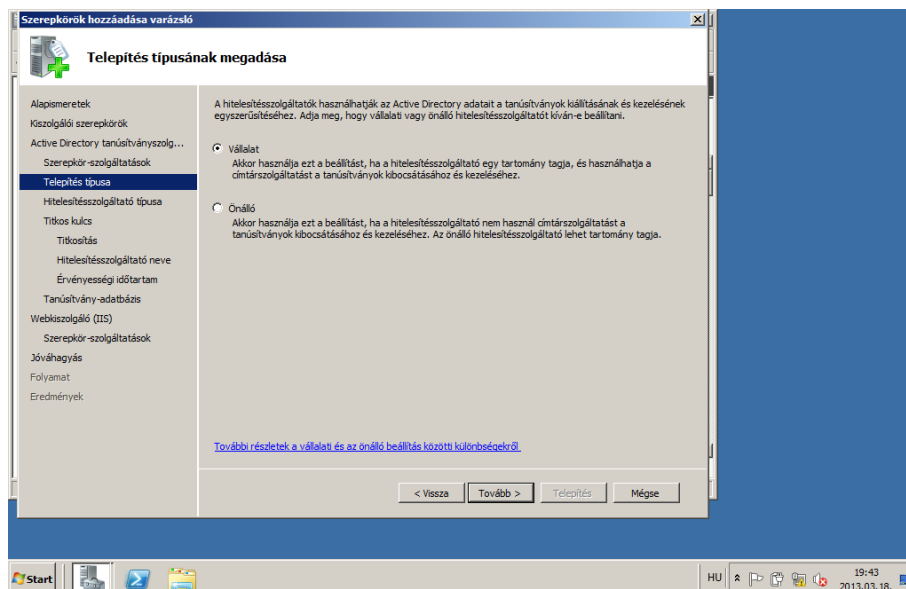 Szerepkörök hozzáadása varázsló
Telepítés típusának megadása
Alapismeretek
Kiszolgálói szerepkörök
Active Directory tanúsítványszolg...
Szerepkör-szolgáltatások
Telepítés típusa
Hitelesítésszolgáltató típusa
Titkos kulcs
Titkosítás
Hitelesítésszolgáltató neve
Érvényességi időtartam
Tanúsítvány-adatbázis
Webkiszolgáló (IIS)
Szerepkör-szolgáltatások
Jóváhagyás
Folyamat
Eredmények
A hitelesítésszolgáltatók használhatják az Active Directory adatait a tanúsítványok kiállításának és kezelésének
egyszerűsítéséhez. Adja meg, hogy vállalati vagy önálló hitelesítésszolgáltatót kíván-e beállítani.
Vállalat
Akkor használja ezt a beállítást, ha a hitelesítésszolgáltató egy tartomány tagja, és használhatja a
címtárszolgáltatást a tanúsítványok kibocsátásához és kezeléséhez.
Önálló
Akkor használja ezt a beállítást, ha a hitelesítésszolgáltató nem használ címtárszolgáltatást a
tanúsítványok kibocsátásához és kezeléséhez. Az önálló hitelesítésszolgáltató lehet tartomány tagja.
További részletek a vállalati és az önálló beállítás közötti különbségekről
< Vissza
Tovább >
Telepítés
Mégse
Start
HU
19:43
2013.03.18.